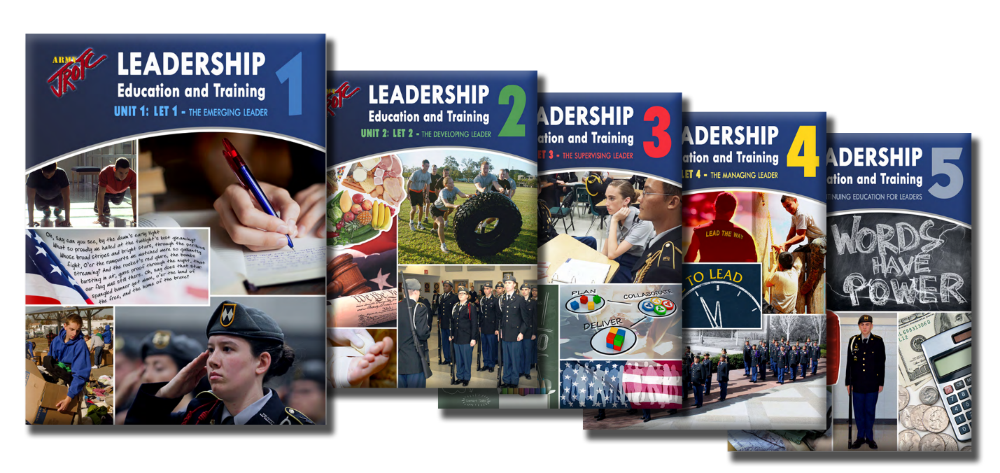 ARMY
JROTC
LEADERSHIP
Education and Training
UNIT 1: LET 1 - THE EMERGING LEADER
1
Oh, say can you see, by the dawn's early light
What so proudly we hailed at the twilight's last gleaming?
Whose broad stripes and bright stars, through the perilous
fight, O'er the ramparts we watched were so gallantly
streaming? And the rocket's red glare, the bombs
bursting in air, gave proof through the night, that
our flag was still there. Oh, say does that star
spangled banner yet wave, o'er the land of
the free, and the home of the brave?
LEADERSHIP
Education and Training
UNIT 2: LET 2 - THE DEVELOPING LEADER
2
We the People
ADERSHIP
ation and Training
ET 3 - THE SUPERVISING LEADER
3
PLAN
COLLABORATE
DELIVER
ADERSHIP
ation and Training
LET 4 - THE MANAGING LEADER
4
LEAD THE WAY
TO LEAD
ADERSHIP
ation and Training
TINUING EDUCATION FOR LEADERS
5
WORDS
HAVE
POWER